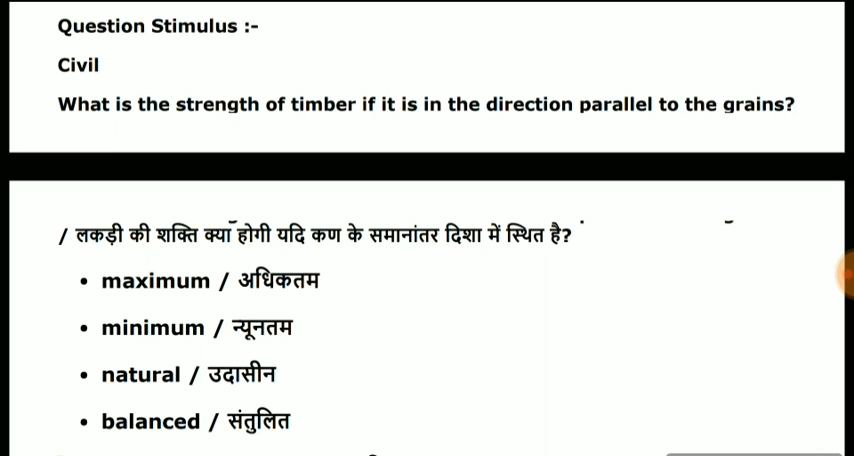 Question Stimulus :-
Civil
What is the strength of timber if it is in the direction parallel to the grains?
/ लकड़ी की शक्ति क्या होगी यदि कण के समानांतर दिशा में स्थित है?
• maximum / अधिकतम
• minimum / न्यूनतम
• natural / उदासीन
• balanced / संतुलित